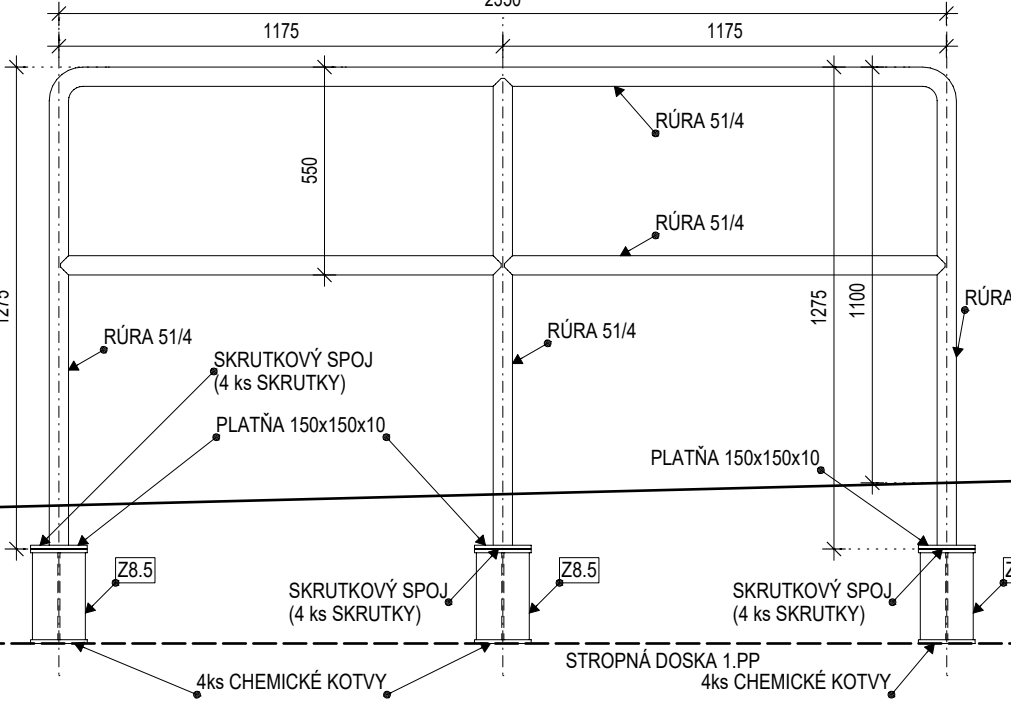 2350
1175
1175
RÚRA 51/4
550
RÚRA 51/4
1275
1275
1100
RÚRA
RÚRA 51/4
RÚRA 51/4
SKRUTKOVÝ SPOJ
(4 ks SKRUTKY)
PLATŇA 150x150x10
PLATŇA 150x150x10
Z8.5
Z8.5
SKRUTKOVÝ SPOJ
(4 ks SKRUTKY)
SKRUTKOVÝ SPOJ
(4 ks SKRUTKY)
STROPNÁ DOSKA 1.PP
4ks CHEMICKÉ KOTVY
4ks CHEMICKÉ KOTVY